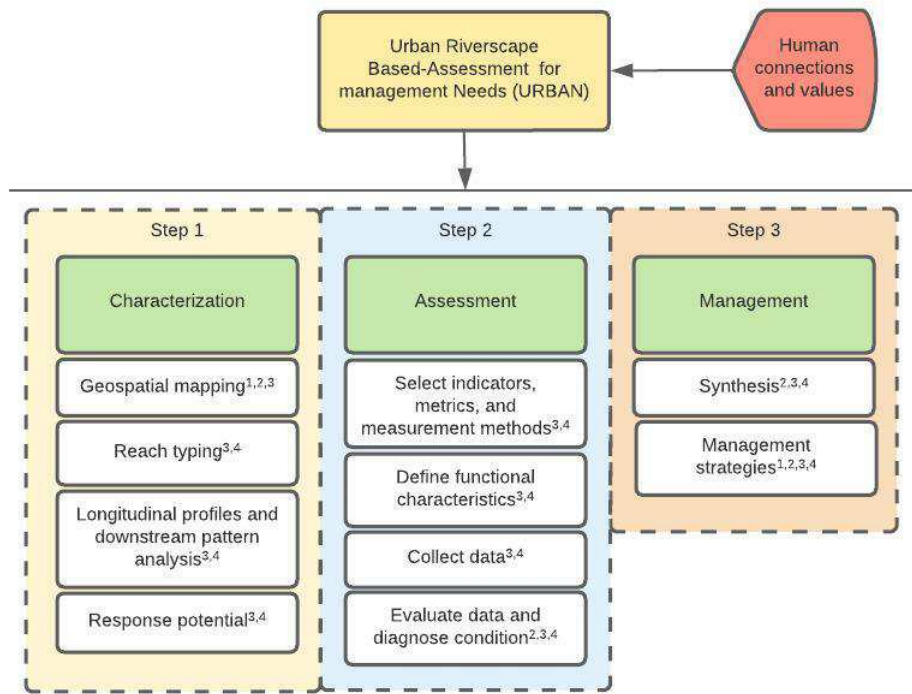 Urban Riverscape
Based-Assessment for
management Needs (URBAN)
Human
connections
and values
Step 1
Characterization
Geospatial mapping1,2,3
Reach typing3,4
Longitudinal profiles and
downstream pattern
analysis3,4
Response potential3,4
Step 2
Assessment
Select indicators,
metrics, and
measurement methods3,4
Define functional
characteristics3,4
Collect data3,4
Evaluate data and
diagnose condition2,3,4
Step 3
Management
Synthesis2,3,4
Management
strategies1,2,3,4